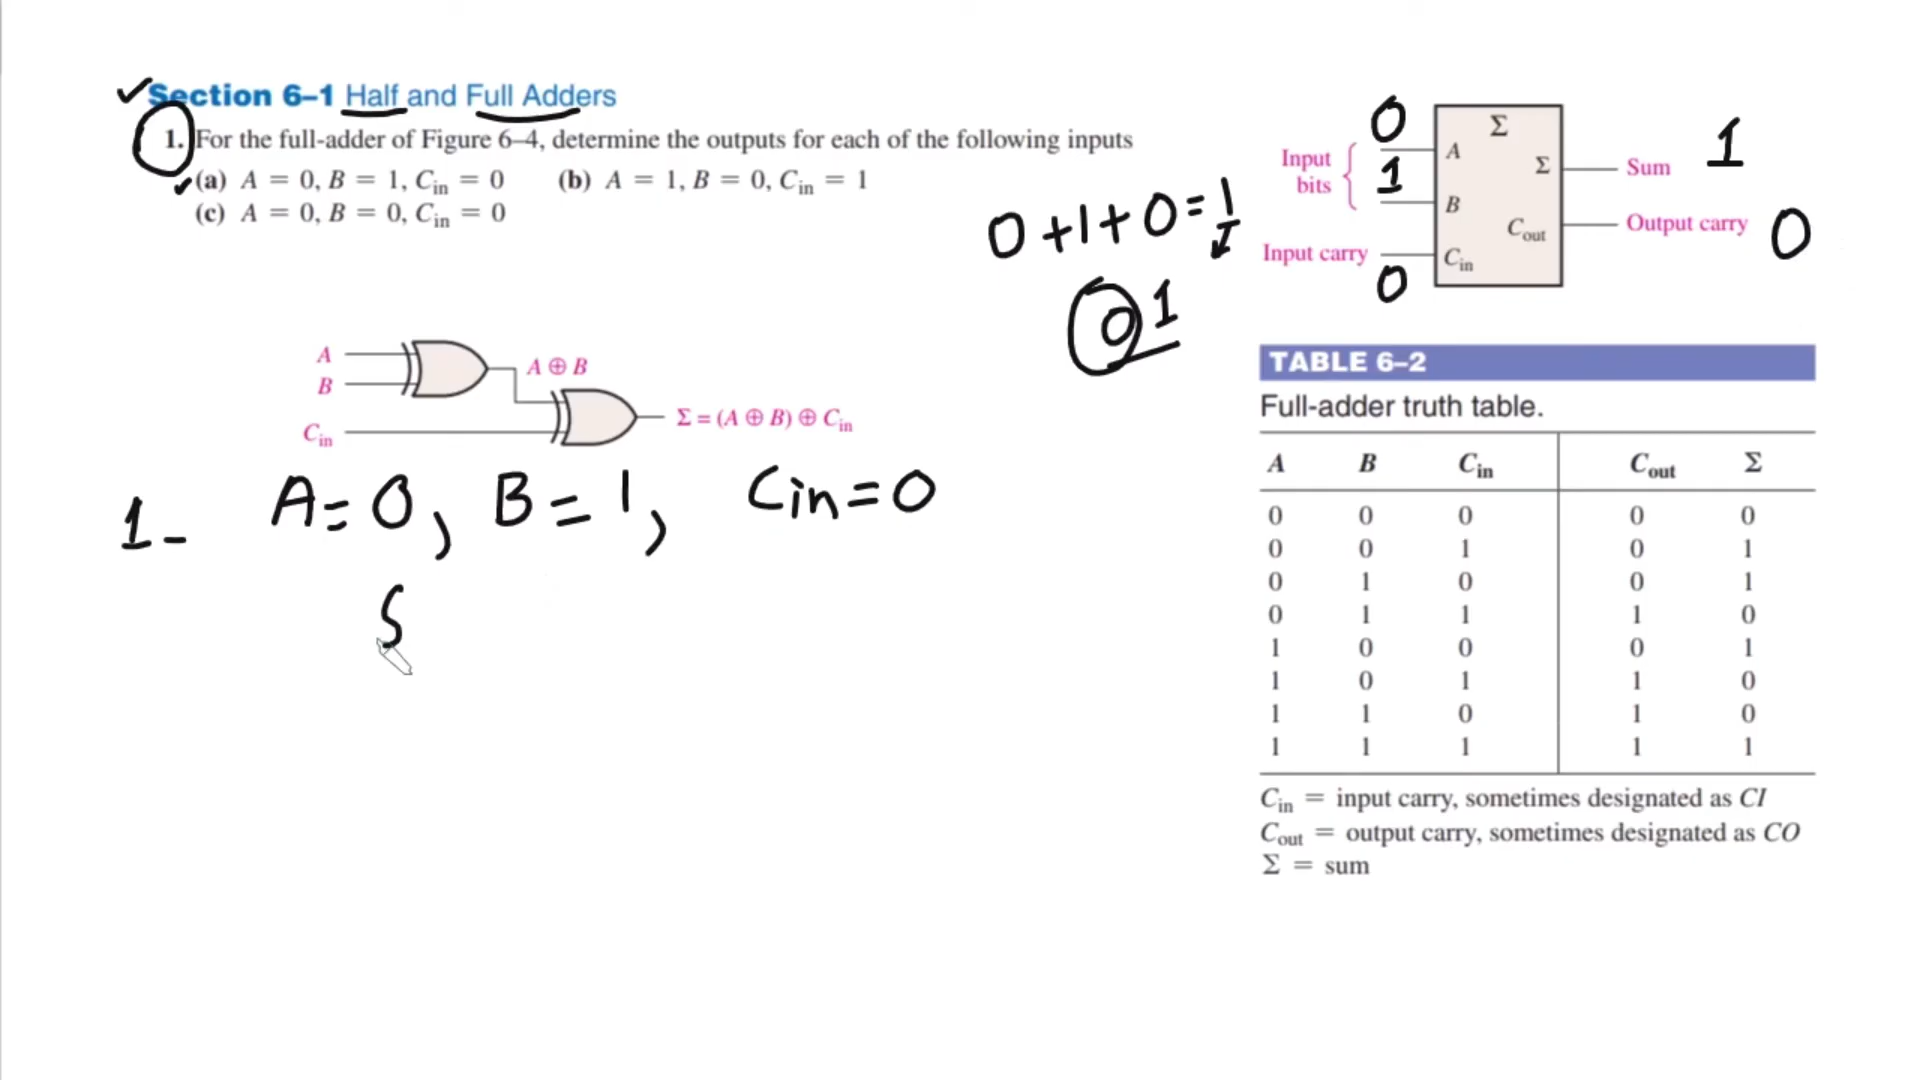 Section 6–1 Half and Full Adders
1. For the full-adder of Figure 6–4, determine the outputs for each of the following inputs
(a) A = 0, B = 1, Cin = 0 (b) A = 1, B = 0, Cin = 1
(c) A = 0, B = 0, Cin = 0
0+1+0=1
01
0
1
0
Input bits
Input carry
Σ
A
B
Cin
Σ
Cout
Sum 1
Output carry 0
A
B
Cin
A ⊕ B
Σ = (A ⊕ B) ⊕ Cin
1- A=0, B=1, Cin=0
S
TABLE 6–2
Full-adder truth table.
A B Cin Cout Σ
0 0 0 0 0
0 0 1 0 1
0 1 0 0 1
0 1 1 1 0
1 0 0 0 1
1 0 1 1 0
1 1 0 1 0
1 1 1 1 1
Cin = input carry, sometimes designated as CI
Cout = output carry, sometimes designated as CO
Σ = sum